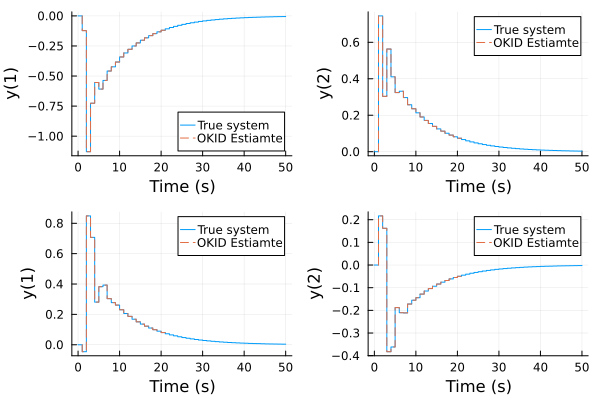 0.00
-0.25
-0.50
-0.75
-1.00
y(1)
True system
OKID Estiamte
0 10 20 30 40 50
Time (s)
0.6
0.4
0.2
0.0
y(2)
True system
OKID Estiamte
0 10 20 30 40 50
Time (s)
0.8
0.6
0.4
0.2
0.0
y(1)
True system
OKID Estiamte
0 10 20 30 40 50
Time (s)
0.2
0.1
0.0
-0.1
-0.2
-0.3
-0.4
y(2)
True system
OKID Estiamte
0 10 20 30 40 50
Time (s)